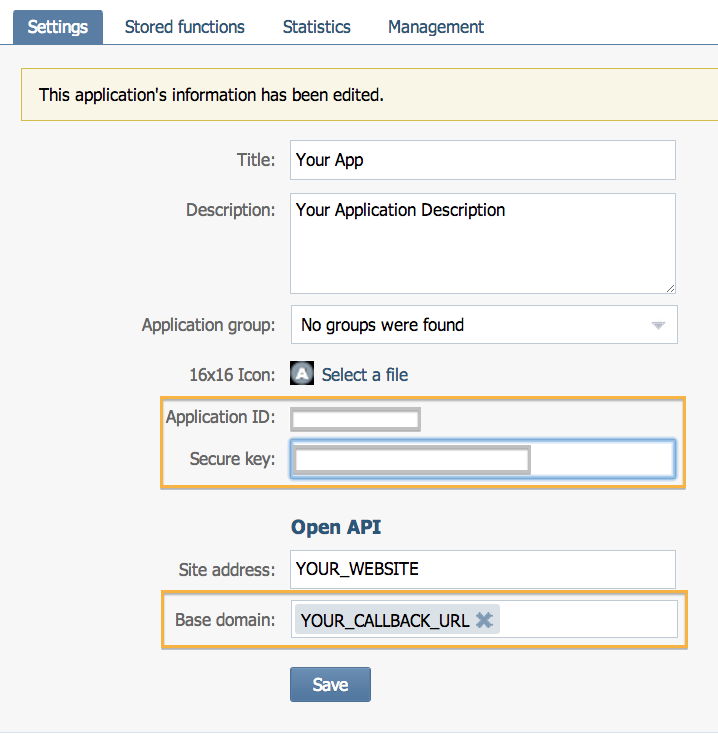 Settings Stored functions Statistics Management
This application's information has been edited.
Title: Your App
Description: Your Application Description
Application group: No groups were found
16x16 Icon: A Select a file
Application ID:
Secure key:
Open API
Site address: YOUR_WEBSITE
Base domain: YOUR_CALLBACK_URL
Save